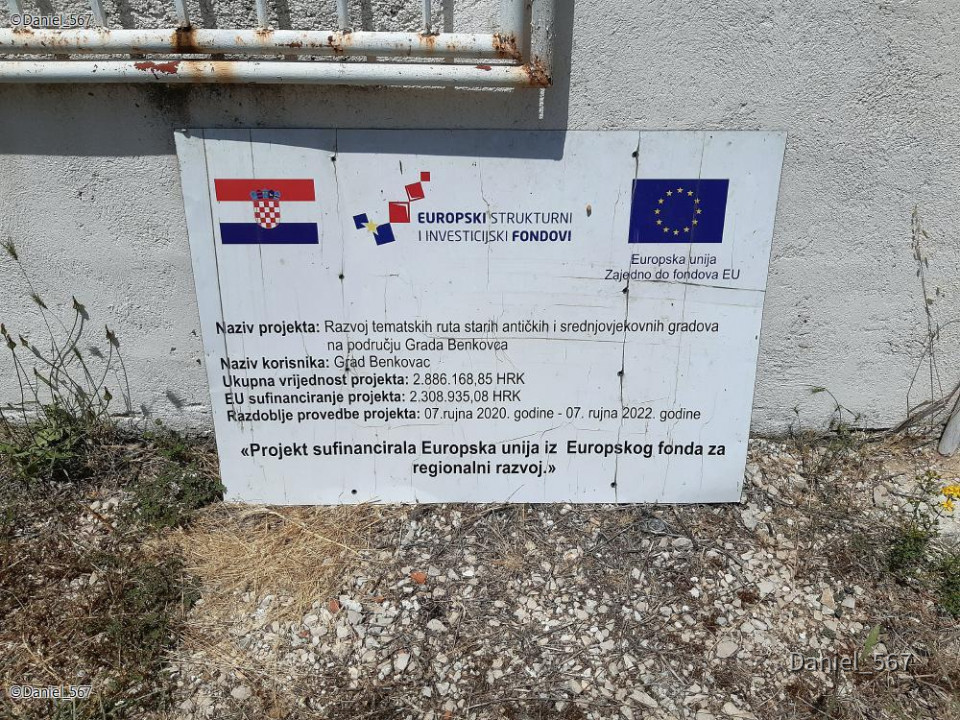 ©Daniel_567
EUROPSKI STRUKTURNI
I INVESTICIJSKI FONDOVI
Europska unija
Zajedno do fondova EU
Naziv projekta: Razvoj tematskih ruta starih antičkih i srednjovjekovnih gradova
na području Grada Benkovca
Naziv korisnika: Grad Benkovac
Ukupna vrijednost projekta: 2.886.168,85 HRK
EU sufinanciranje projekta: 2.308.935,08 HRK
Razdoblje provedbe projekta: 07.rujna 2020. godine - 07. rujna 2022. godine
«Projekt sufinancirala Europska unija iz Europskog fonda za
regionalni razvoj.»
Daniel_567
©Daniel_567